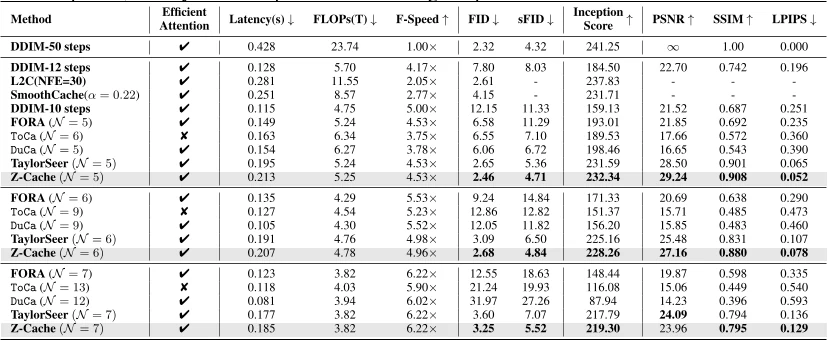 Method Efficient Attention Latency(s) ↓ FLOPs(T) ↓ F-Speed ↑ FID ↓ sFID ↓ Inception Score ↑ PSNR ↑ SSIM ↑ LPIPS ↓
DDIM-50 steps ✔ 0.428 23.74 1.00× 2.32 4.32 241.25 ∞ 1.00 0.000
DDIM-12 steps ✔ 0.128 5.70 4.17× 7.80 8.03 184.50 22.70 0.742 0.196
L2C(NFE=30) ✔ 0.281 11.55 2.05× 2.61 - 237.83 - - -
SmoothCache(α = 0.22) ✔ 0.251 8.57 2.77× 4.15 - 231.71 - - -
DDIM-10 steps ✔ 0.115 4.75 5.00× 12.15 11.33 159.13 21.52 0.687 0.251
FORA (𝒩 = 5) ✔ 0.149 5.24 4.53× 6.58 11.29 193.01 21.85 0.692 0.235
ToCa (𝒩 = 6) ✘ 0.163 6.34 3.75× 6.55 7.10 189.53 17.66 0.572 0.360
DuCa (𝒩 = 5) ✔ 0.154 6.27 3.78× 6.06 6.72 198.46 16.65 0.543 0.390
TaylorSeer (𝒩 = 5) ✔ 0.195 5.24 4.53× 2.65 5.36 231.59 28.50 0.901 0.065
Z-Cache (𝒩 = 5) ✔ 0.213 5.25 4.53× 2.46 4.71 232.34 29.24 0.908 0.052
FORA (𝒩 = 6) ✔ 0.135 4.29 5.53× 9.24 14.84 171.33 20.69 0.638 0.290
ToCa (𝒩 = 9) ✘ 0.127 4.54 5.23× 12.86 12.82 151.37 15.71 0.485 0.473
DuCa (𝒩 = 9) ✔ 0.105 4.30 5.52× 12.05 11.82 156.20 15.85 0.483 0.460
TaylorSeer (𝒩 = 6) ✔ 0.191 4.76 4.98× 3.09 6.50 225.16 25.48 0.831 0.107
Z-Cache (𝒩 = 6) ✔ 0.207 4.78 4.96× 2.68 4.84 228.26 27.16 0.880 0.078
FORA (𝒩 = 7) ✔ 0.123 3.82 6.22× 12.55 18.63 148.44 19.87 0.598 0.335
ToCa (𝒩 = 13) ✘ 0.118 4.03 5.90× 21.24 19.93 116.08 15.06 0.449 0.540
DuCa (𝒩 = 12) ✔ 0.081 3.94 6.02× 31.97 27.26 87.94 14.23 0.396 0.593
TaylorSeer (𝒩 = 7) ✔ 0.177 3.82 6.22× 3.60 7.07 217.79 24.09 0.794 0.136
Z-Cache (𝒩 = 7) ✔ 0.185 3.82 6.22× 3.25 5.52 219.30 23.96 0.795 0.129